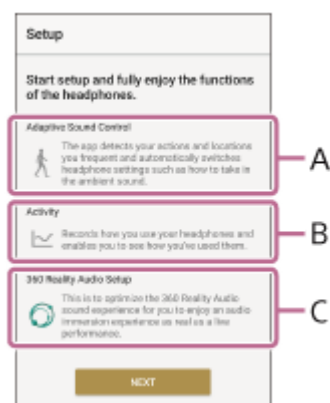 Setup
Start setup and fully enjoy the functions
of the headphones.
Adaptive Sound Control
The app detects your actions and locations
you frequent and automatically switches
headphone settings such as how to take in
the ambient sound.
A
Activity
Records how you use your headphones and
enables you to see how you've used them.
B
360 Reality Audio Setup
This is to optimize the 360 Reality Audio
sound experience for you to enjoy an audio
immersion experience as real as a live
performance.
C
NEXT